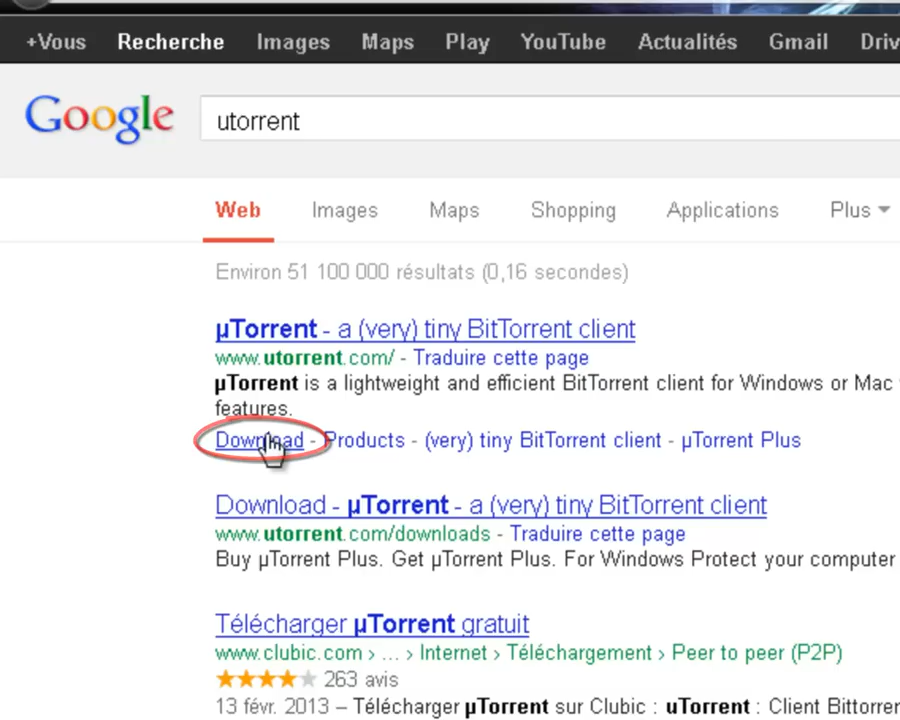 +Vous Recherche Images Maps Play YouTube Actualités Gmail
Google utorrent
Web Images Maps Shopping Applications Plus
Environ 51 100 000 résultats (0,16 secondes)
µTorrent - a (very) tiny BitTorrent client
www.utorrent.com/ - Traduire cette page
µTorrent is a lightweight and efficient BitTorrent client for Windows or Mac
features.
Download - Products - (very) tiny BitTorrent client - µTorrent Plus
Download - µTorrent - a (very) tiny BitTorrent client
www.utorrent.com/downloads - Traduire cette page
Buy µTorrent Plus. Get µTorrent Plus. For Windows Protect your computer
Télécharger µTorrent gratuit
www.clubic.com › ... › Internet › Téléchargement › Peer to peer (P2P)
263 avis
13 févr. 2013 – Télécharger µTorrent sur Clubic : uTorrent : Client